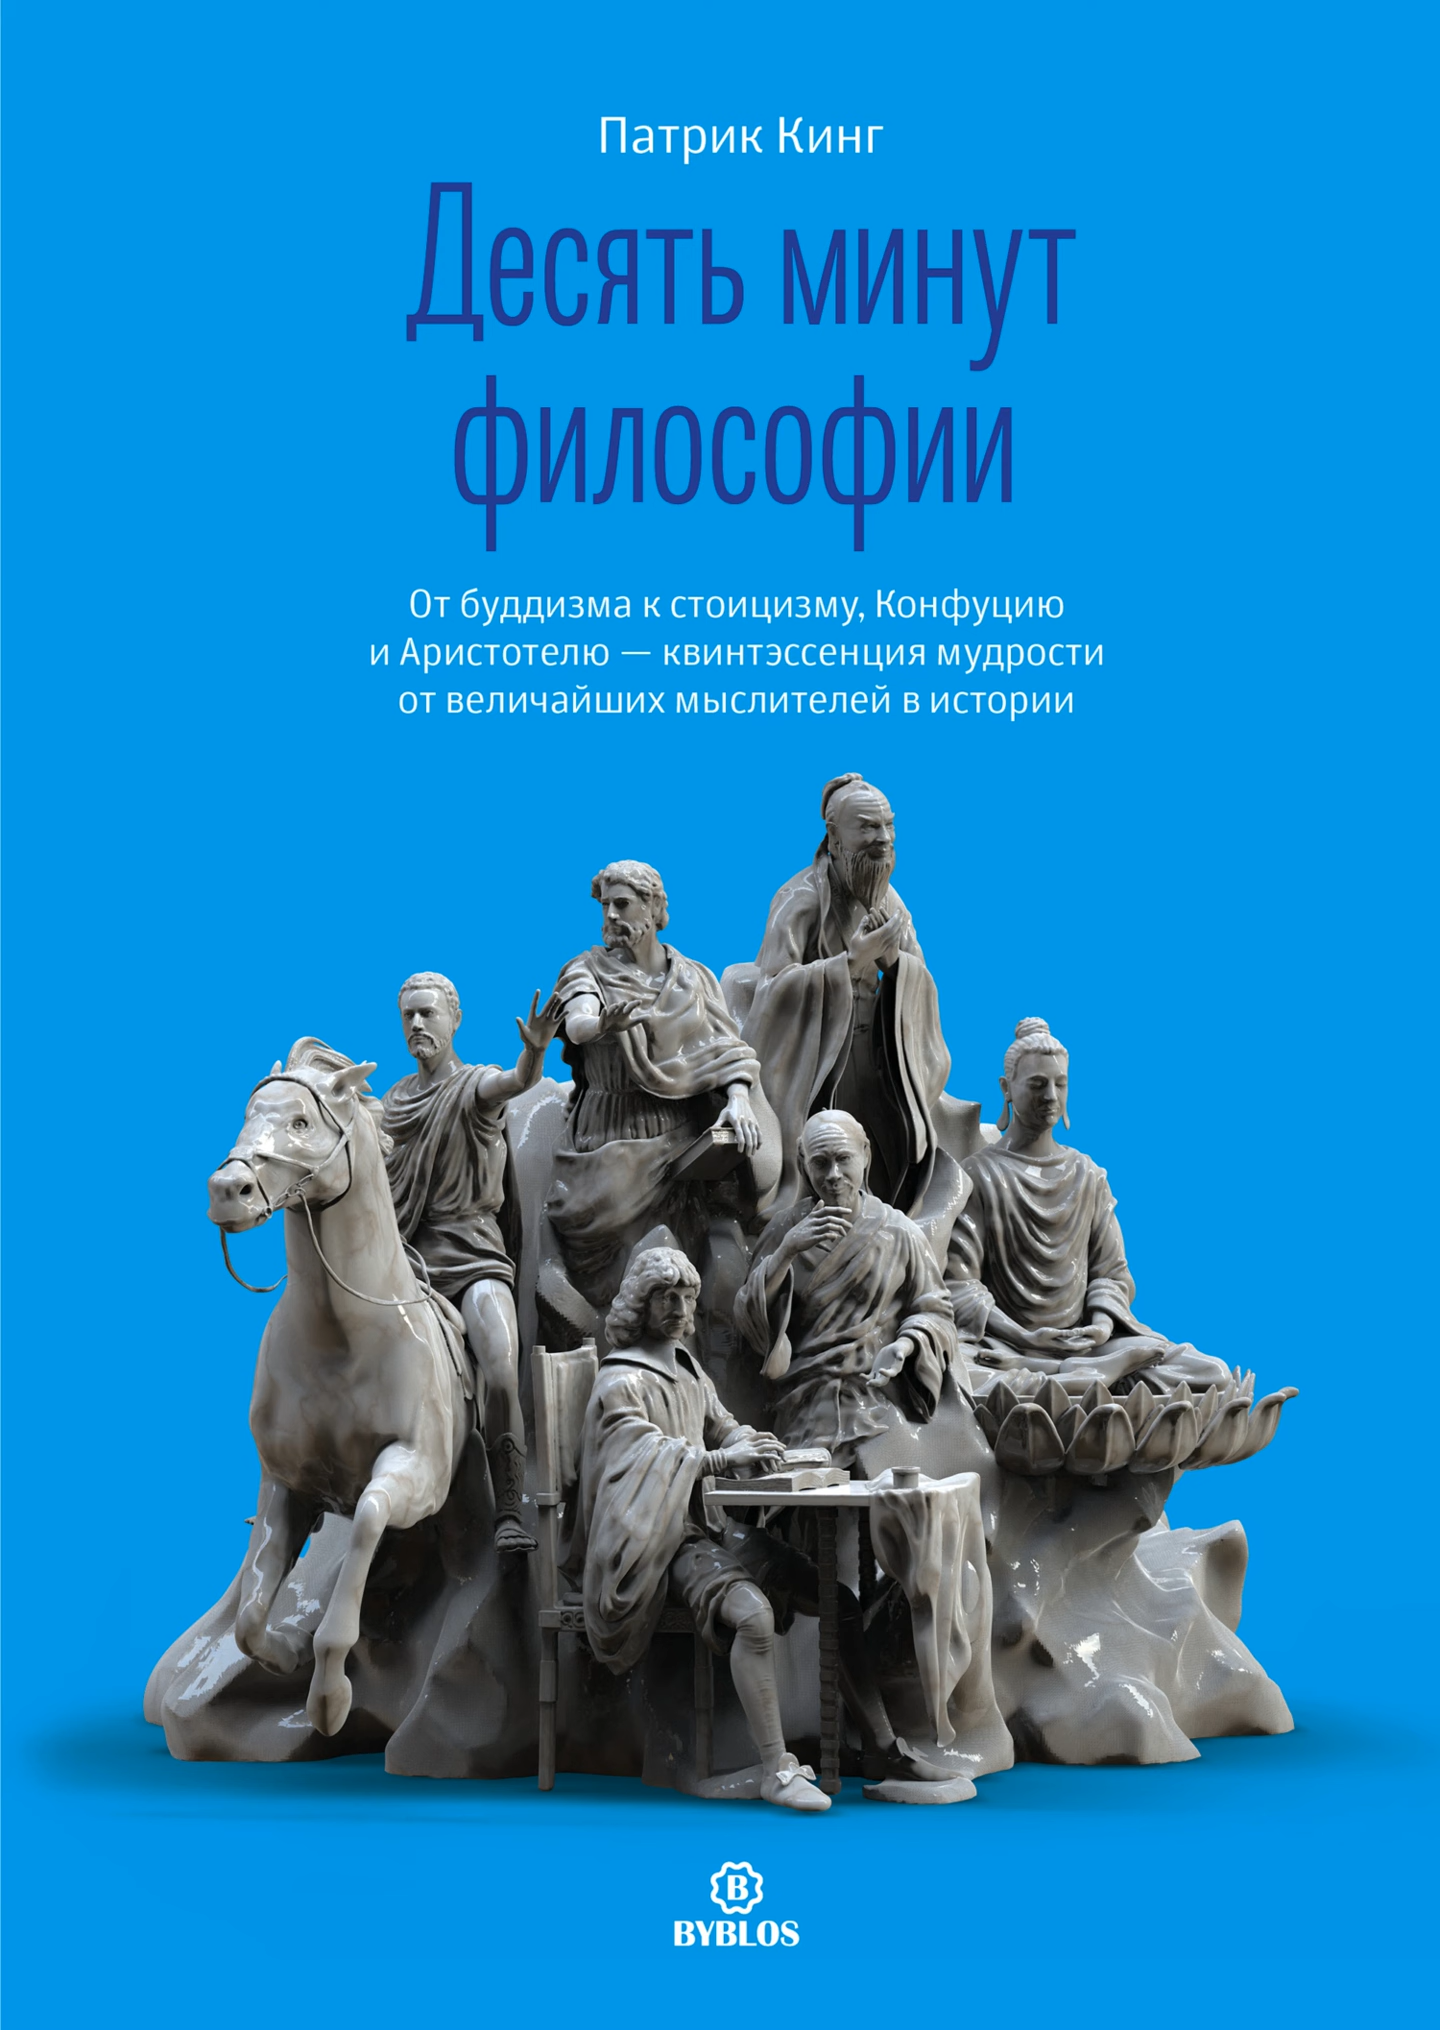 Патрик Кинг
Десять минут
философии
От буддизма к стоицизму, Конфуцию
и Аристотелю — квинтэссенция мудрости
от величайших мыслителей в истории
B
BYBLOS